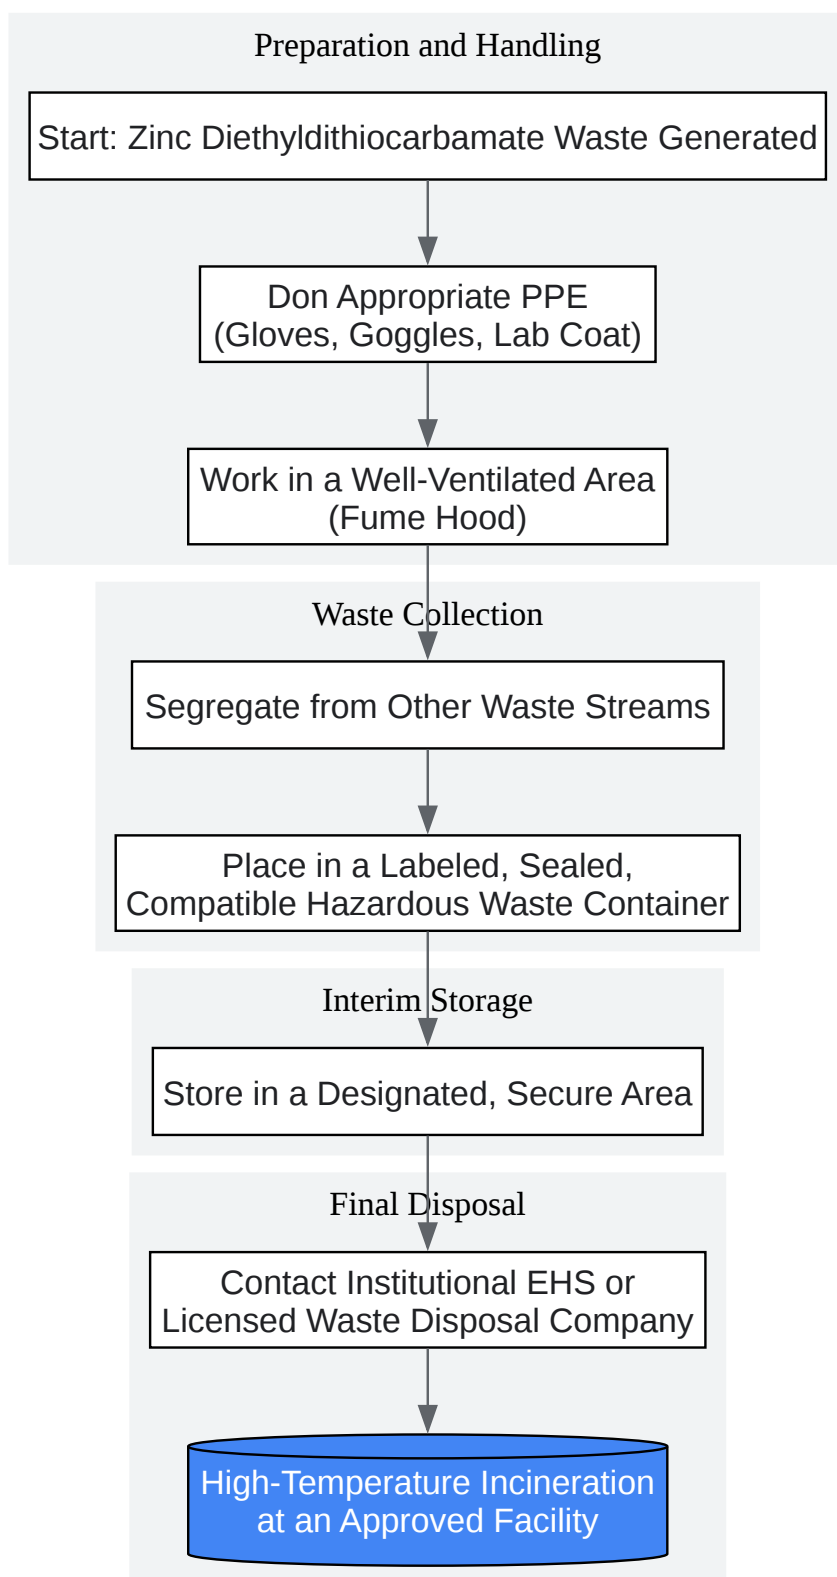 Preparation and Handling
Start: Zinc Diethyldithiocarbamate Waste Generated
Don Appropriate PPE
(Gloves, Goggles, Lab Coat)
Work in a Well-Ventilated Area
(Fume Hood)
Waste Collection
Segregate from Other Waste Streams
Place in a Labeled, Sealed,
Compatible Hazardous Waste Container
Interim Storage
Store in a Designated, Secure Area
Final Disposal
Contact Institutional EHS or
Licensed Waste Disposal Company
High-Temperature Incineration
at an Approved Facility